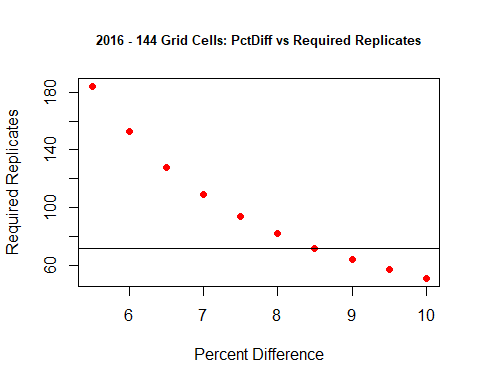 2016 - 144 Grid Cells: PctDiff vs Required Replicates
Required Replicates
180
140
100
60
6 7 8 9 10
Percent Difference